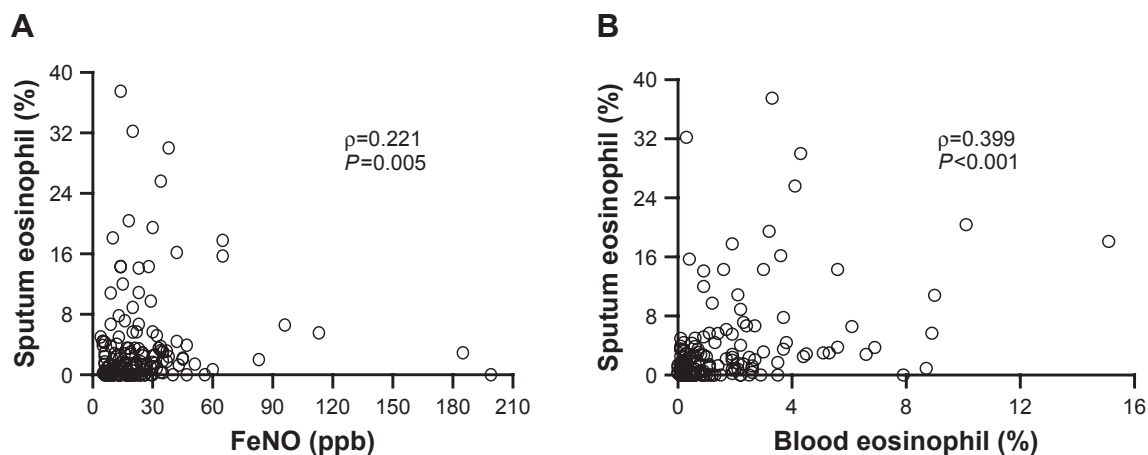 A
Sputum eosinophil (%)
40
32
24
16
8
0
0 30 60 90 120 150 180 210
FeNO (ppb)
ρ=0.221
P=0.005
B
Sputum eosinophil (%)
40
32
24
16
8
0
0 4 8 12 16
Blood eosinophil (%)
ρ=0.399
P<0.001